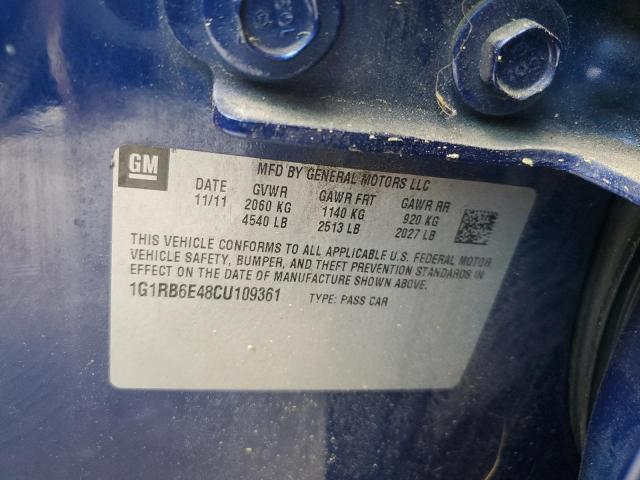 GM
MFD BY GENERAL MOTORS LLC
DATE GVWR GAWR FRT GAWR RR
11/11 2060 KG 1140 KG 920 KG
4540 LB 2513 LB 2027 LB
THIS VEHICLE CONFORMS TO ALL APPLICABLE U.S. FEDERAL MOTOR
VEHICLE SAFETY, BUMPER, AND THEFT PREVENTION STANDARDS IN
EFFECT ON THE DATE OF MANUFACTURE SHOWN ABOVE.
1G1RB6E48CU109361 TYPE: PASS CAR